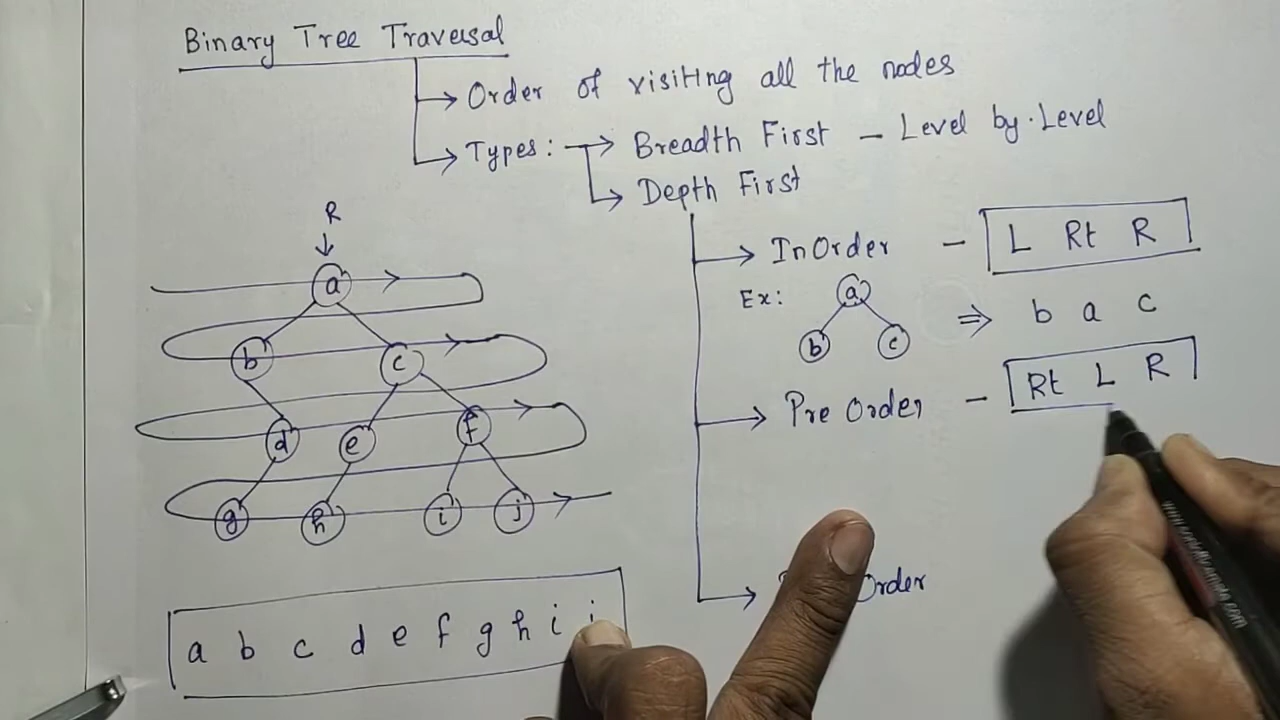 Binary Tree Traversal
Order of visiting all the nodes
Types: Breadth First - Level by. Level
Depth First
R
a
b c
d e f
g h i j
a b c d e f g h i
InOrder - L Rt R
Ex: a
b c
⇒ b a c
Pre Order - Rt L R
Order